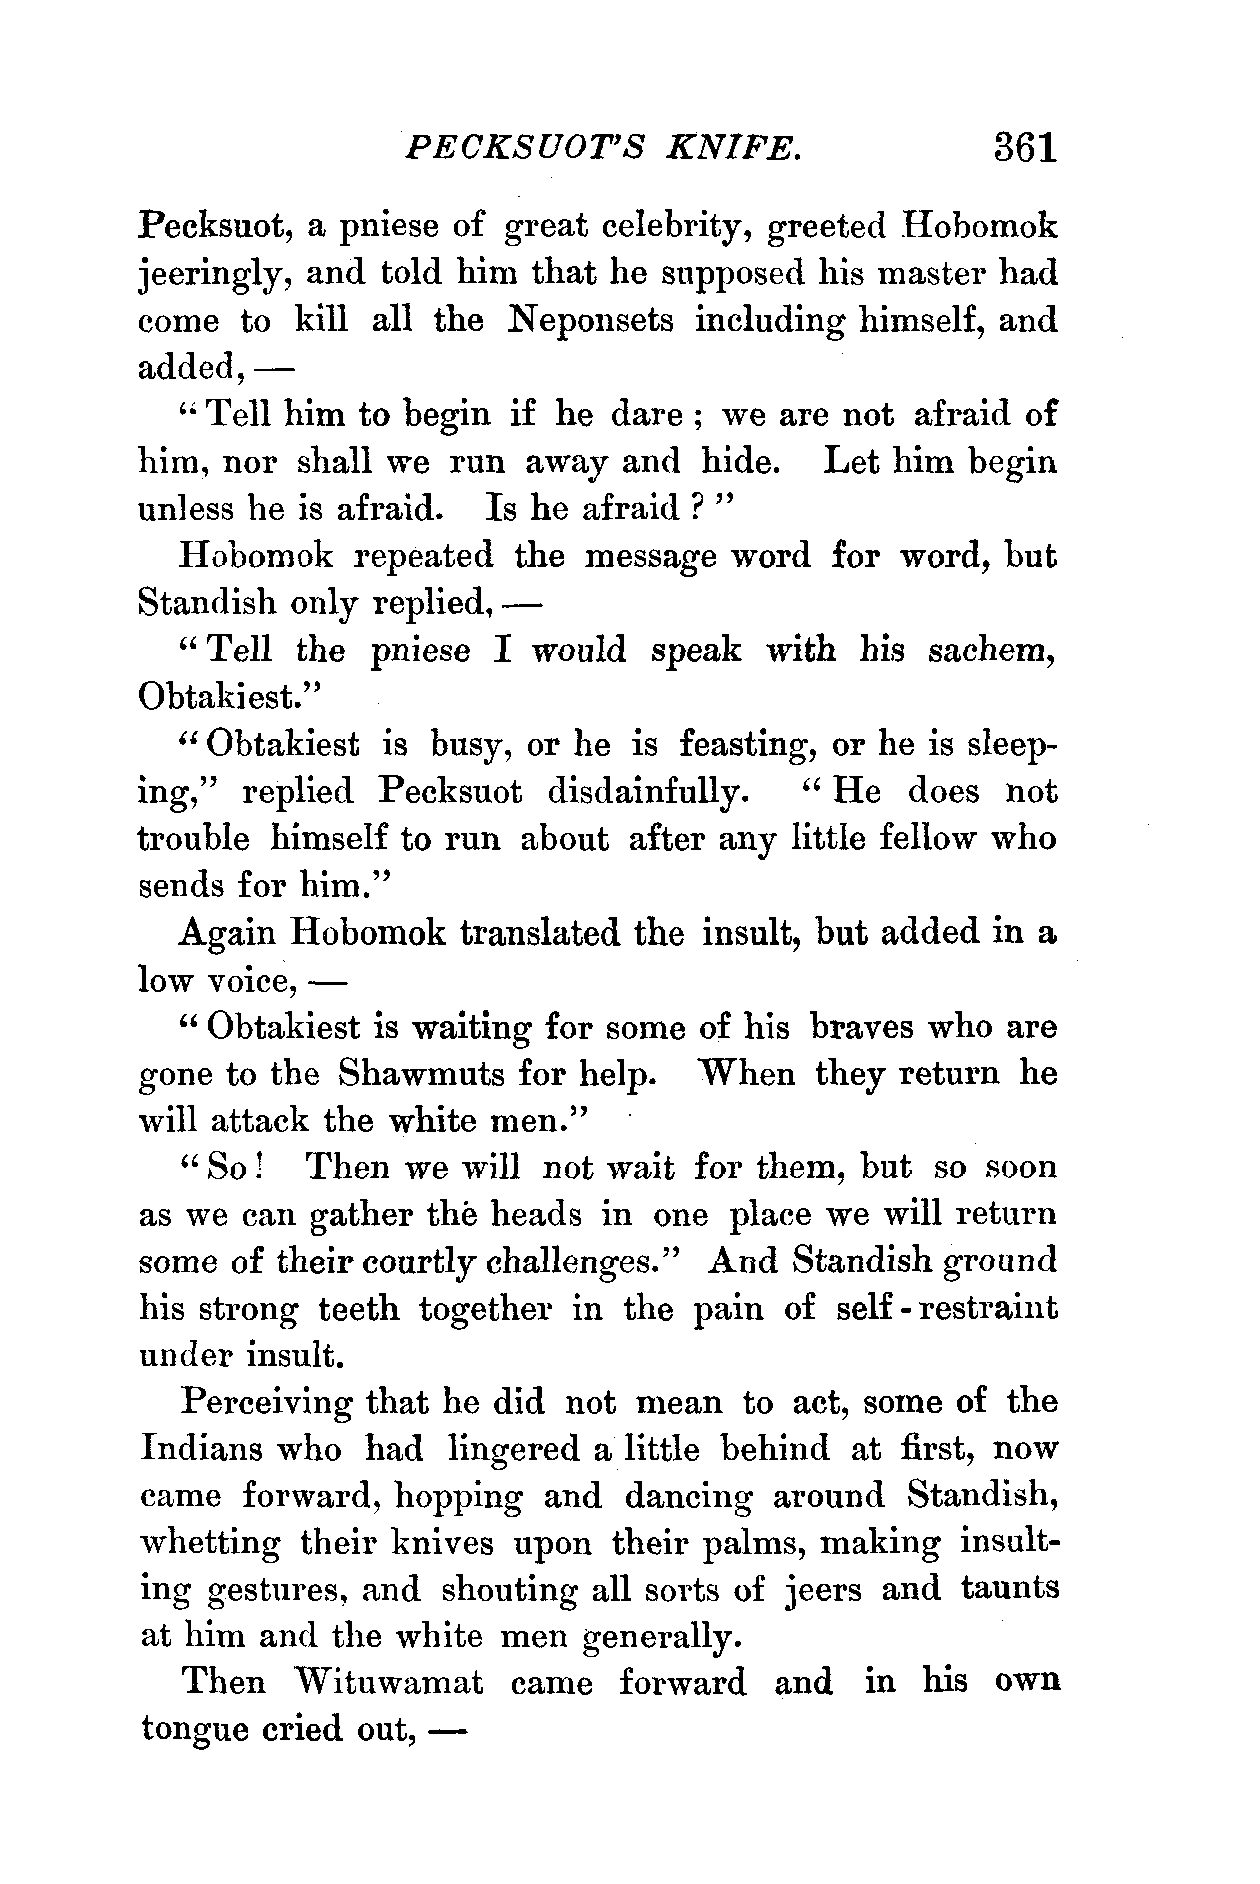 PECKSUOT'S KNIFE. 361
Pecksuot, a pniese of great celebrity, greeted Hobomok
jeeringly, and told him that he supposed his master had
come to kill all the Neponsets including himself, and
added, —
“Tell him to begin if he dare; we are not afraid of
him, nor shall we run away and hide. Let him begin
unless he is afraid. Is he afraid?”
Hobomok repeated the message word for word, but
Standish only replied, —
“Tell the pniese I would speak with his sachem,
Obtakiest.”
“Obtakiest is busy, or he is feasting, or he is sleep-
ing,” replied Pecksuot disdainfully. “He does not
trouble himself to run about after any little fellow who
sends for him.”
Again Hobomok translated the insult, but added in a
low voice, —
“Obtakiest is waiting for some of his braves who are
gone to the Shawmuts for help. When they return he
will attack the white men.”
“So! Then we will not wait for them, but so soon
as we can gather the heads in one place we will return
some of their courtly challenges.” And Standish ground
his strong teeth together in the pain of self-restraint
under insult.
Perceiving that he did not mean to act, some of the
Indians who had lingered a little behind at first, now
came forward, hopping and dancing around Standish,
whetting their knives upon their palms, making insult-
ing gestures, and shouting all sorts of jeers and taunts
at him and the white men generally.
Then Wituwamat came forward and in his own
tongue cried out, —